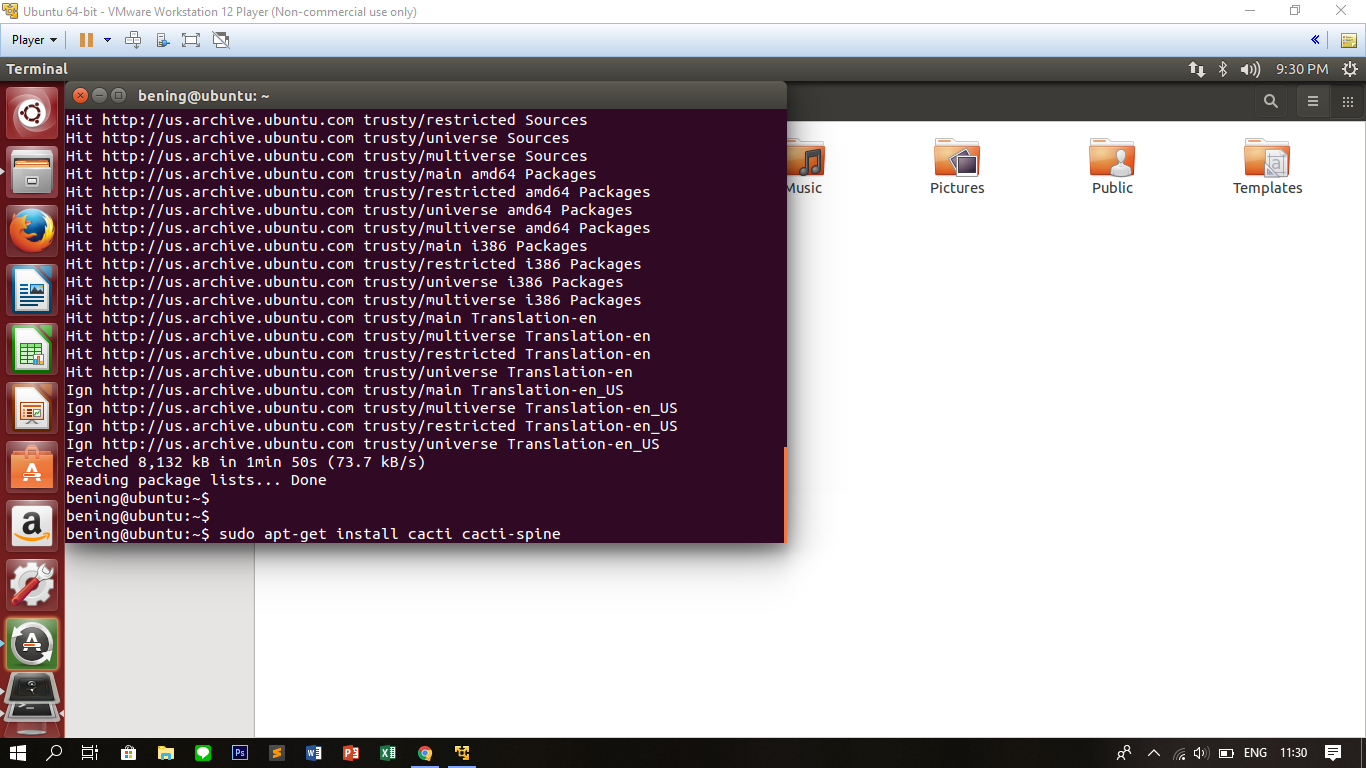 Ubuntu 64-bit - VMware Workstation 12 Player (Non-commercial use only)
Player
Terminal
9:30 PM
bening@ubuntu: ~
Hit http://us.archive.ubuntu.com trusty/restricted Sources
Hit http://us.archive.ubuntu.com trusty/universe Sources
Hit http://us.archive.ubuntu.com trusty/multiverse Sources
Hit http://us.archive.ubuntu.com trusty/main amd64 Packages
Hit http://us.archive.ubuntu.com trusty/restricted amd64 Packages
Hit http://us.archive.ubuntu.com trusty/universe amd64 Packages
Hit http://us.archive.ubuntu.com trusty/multiverse amd64 Packages
Hit http://us.archive.ubuntu.com trusty/main i386 Packages
Hit http://us.archive.ubuntu.com trusty/restricted i386 Packages
Hit http://us.archive.ubuntu.com trusty/universe i386 Packages
Hit http://us.archive.ubuntu.com trusty/multiverse i386 Packages
Hit http://us.archive.ubuntu.com trusty/main Translation-en
Hit http://us.archive.ubuntu.com trusty/multiverse Translation-en
Hit http://us.archive.ubuntu.com trusty/restricted Translation-en
Hit http://us.archive.ubuntu.com trusty/universe Translation-en
Ign http://us.archive.ubuntu.com trusty/main Translation-en_US
Ign http://us.archive.ubuntu.com trusty/multiverse Translation-en_US
Ign http://us.archive.ubuntu.com trusty/restricted Translation-en_US
Ign http://us.archive.ubuntu.com trusty/universe Translation-en_US
Fetched 8,132 kB in 1min 50s (73.7 kB/s)
Reading package lists... Done
bening@ubuntu:~$
bening@ubuntu:~$
bening@ubuntu:~$ sudo apt-get install cacti cacti-spine
Music
Pictures
Public
Templates
ENG
11:30